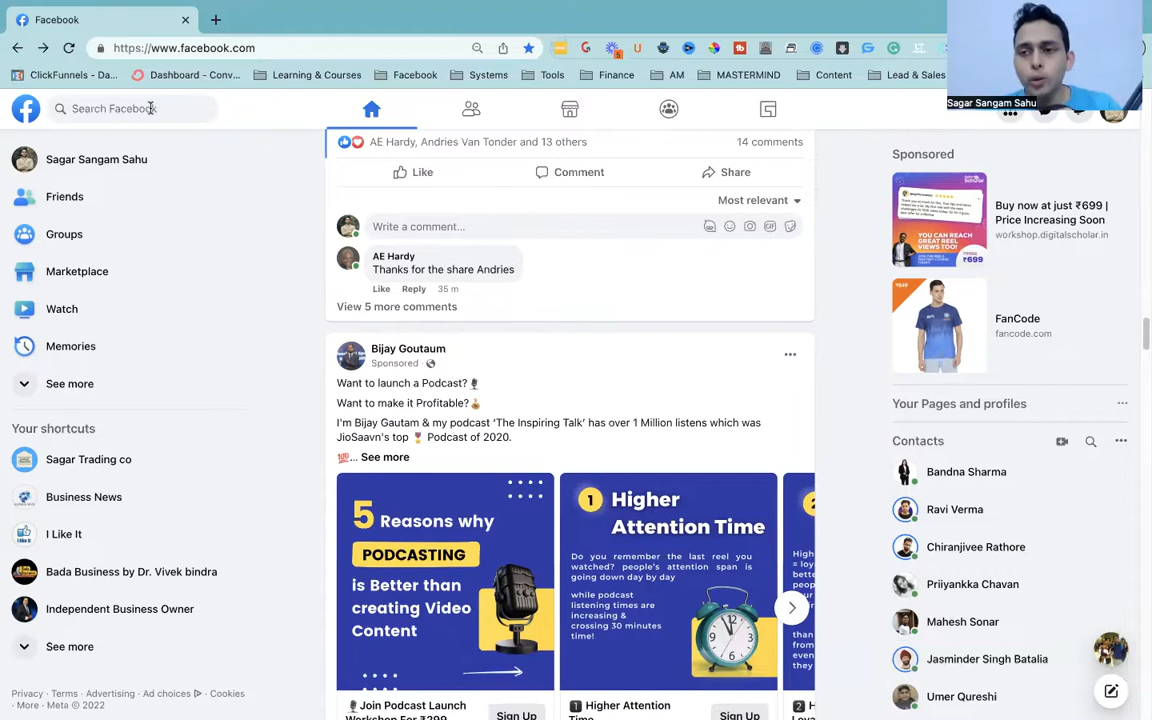 Facebook
https://www.facebook.com
ClickFunnels - Da...
Dashboard - Conv...
Learning & Courses
Facebook
Systems
Tools
Finance
AM
MASTERMIND
Content
Lead & Sales
Sagar Sangam Sahu
Search Facebook
Sagar Sangam Sahu
Friends
Groups
Marketplace
Watch
Memories
See more
Your shortcuts
Sagar Trading co
Business News
I Like It
Bada Business by Dr. Vivek bindra
Independent Business Owner
See more
Privacy · Terms · Advertising · Ad choices · Cookies
· More · Meta © 2022
AE Hardy, Andries Van Tonder and 13 others
14 comments
Like
Comment
Share
Most relevant
Write a comment...
AE Hardy
Thanks for the share Andries
Like Reply 35 m
View 5 more comments
Bijay Goutaum
Sponsored ·
Want to launch a Podcast?
Want to make it Profitable?
I'm Bijay Gautam & my podcast ‘The Inspiring Talk’ has over 1 Million listens which was
JioSaavn's top Podcast of 2020.
💯... See more
5 Reasons why
PODCASTING
is Better than
creating Video
Content
1 Higher
Attention Time
Do you remember the last reel you
watched? people's attention span is
going down day by day
while podcast
listening times are
increasing &
crossing 30 minutes
time!
Join Podcast Launch
Workshop For ₹299
Sign Up
1 Higher Attention
Time
Sign Up
Sponsored
YOU CAN REACH
GREAT REEL
VIEWS TOO!
₹699
Buy now at just ₹699 |
Price Increasing Soon
workshop.digitalscholar.in
FanCode
fancode.com
Your Pages and profiles
Contacts
Bandna Sharma
Ravi Verma
Chiranjivee Rathore
Priiyankka Chavan
Mahesh Sonar
Jasminder Singh Batalia
Umer Qureshi